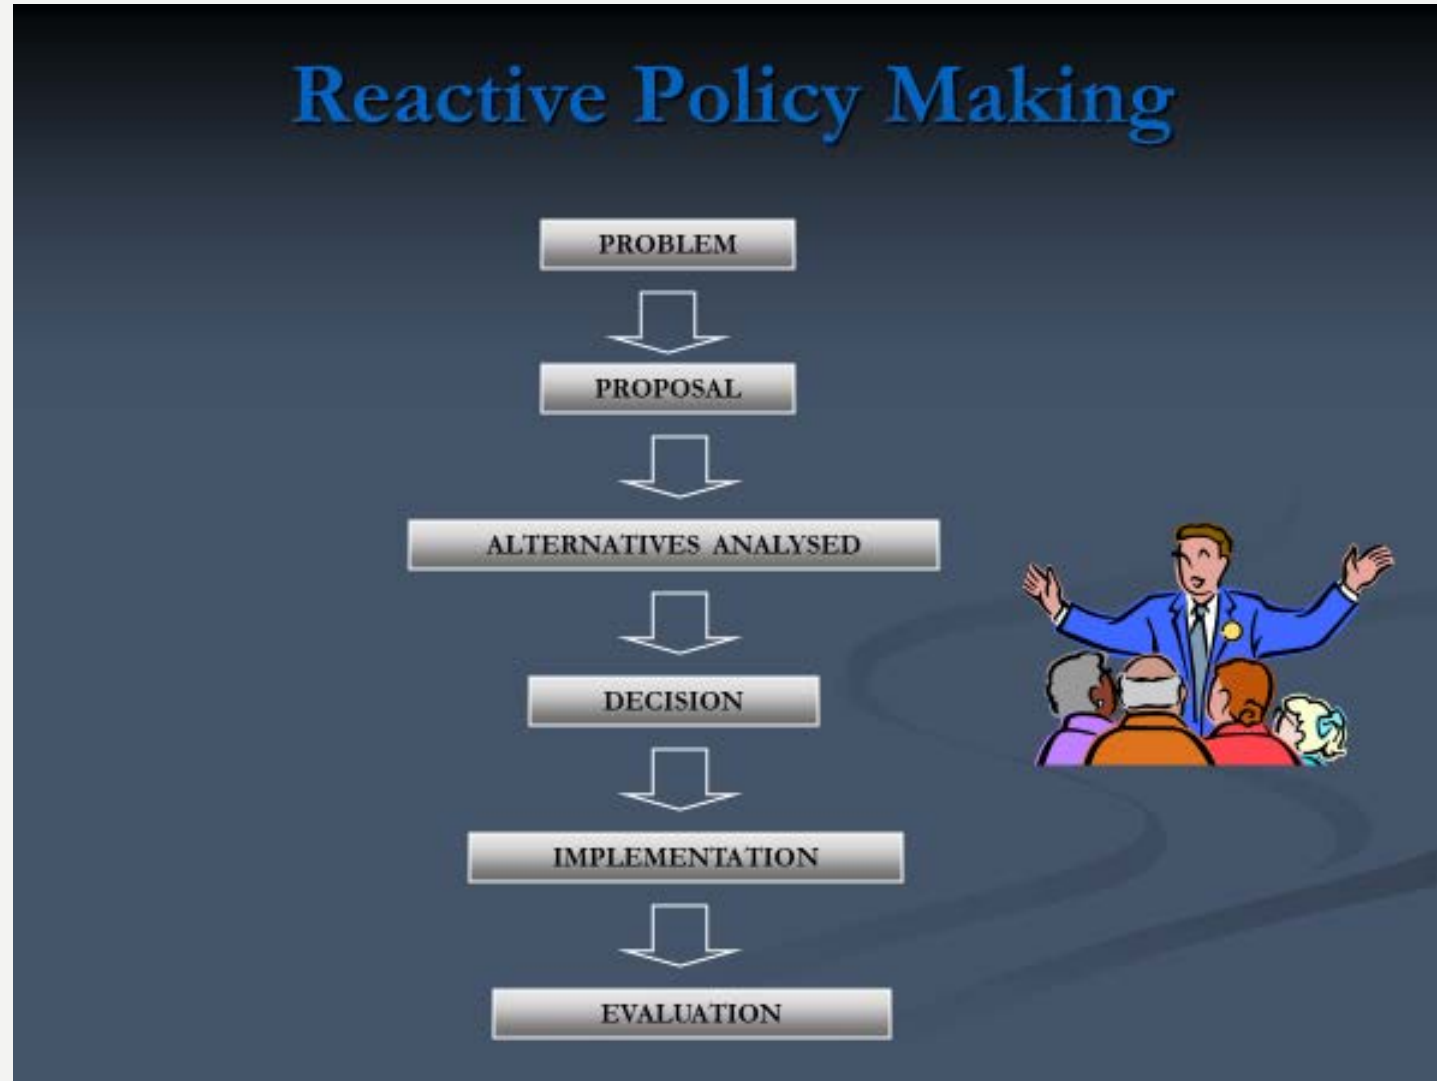 Reactive Policy Making
PROBLEM
PROPOSAL
ALTERNATIVES ANALYSED
DECISION
IMPLEMENTATION
EVALUATION